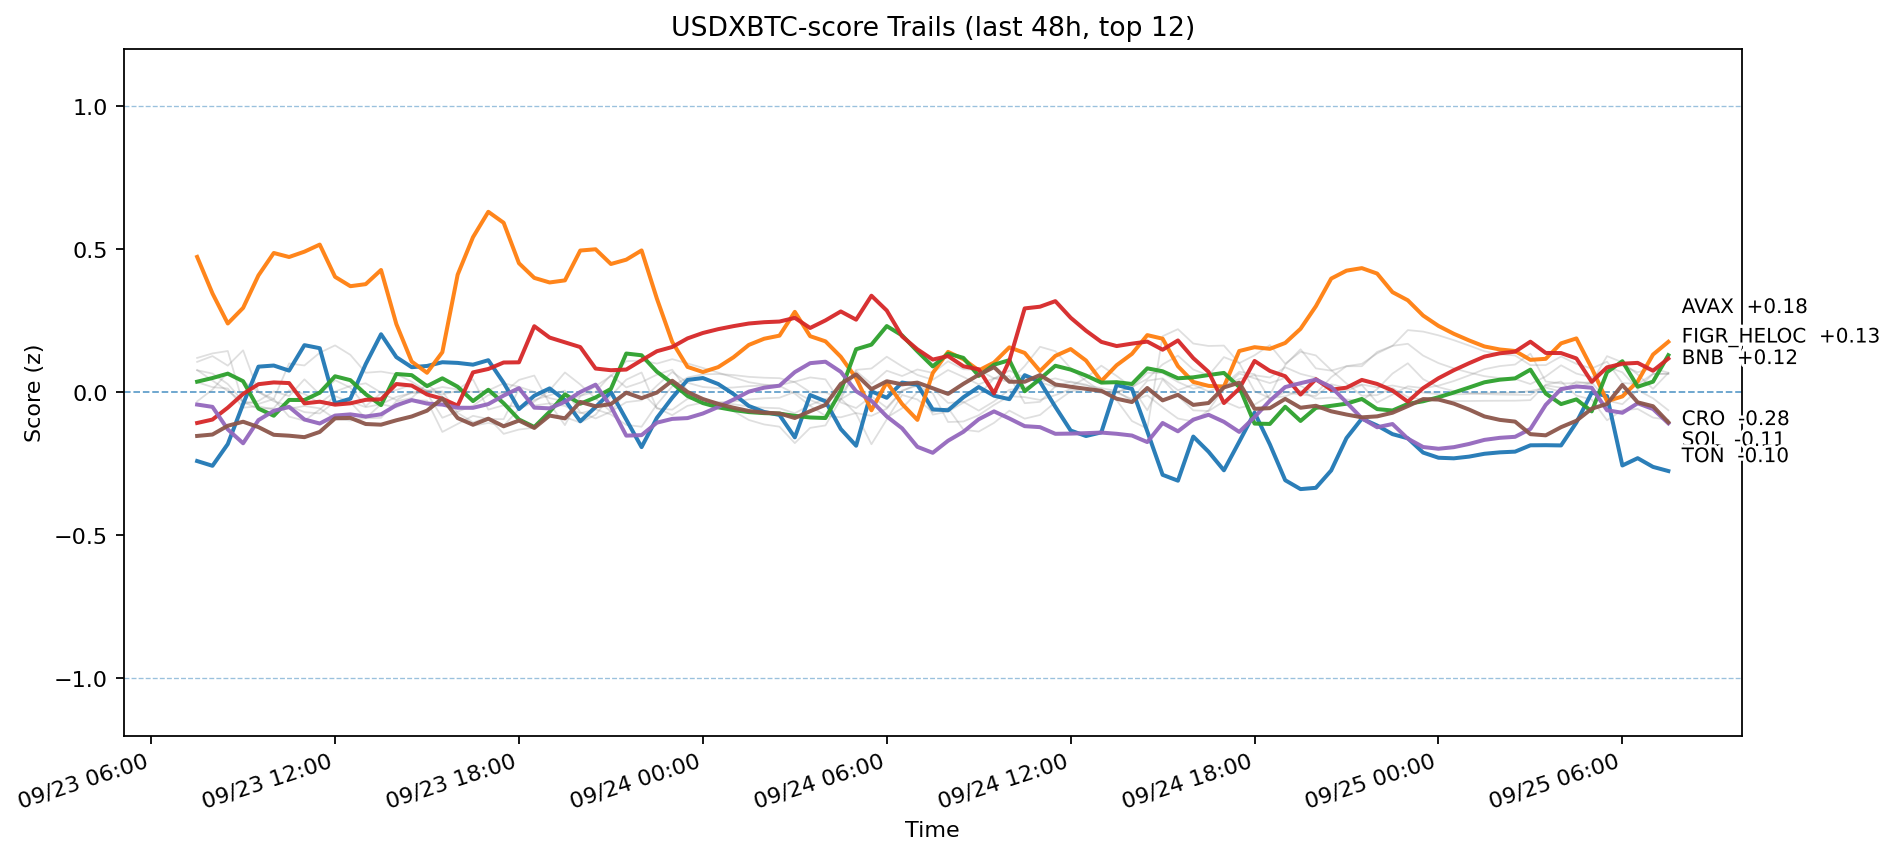 USDXBTC-score Trails (last 48h, top 12)
Score (z)
1.0
0.5
0.0
−0.5
−1.0
AVAX +0.18
FIGR_HELOC +0.13
BNB +0.12
CRO -0.28
SOL -0.11
TON -0.10
09/23 06:00
09/23 12:00
09/23 18:00
09/24 00:00
09/24 06:00
09/24 12:00
09/24 18:00
09/25 00:00
09/25 06:00
Time